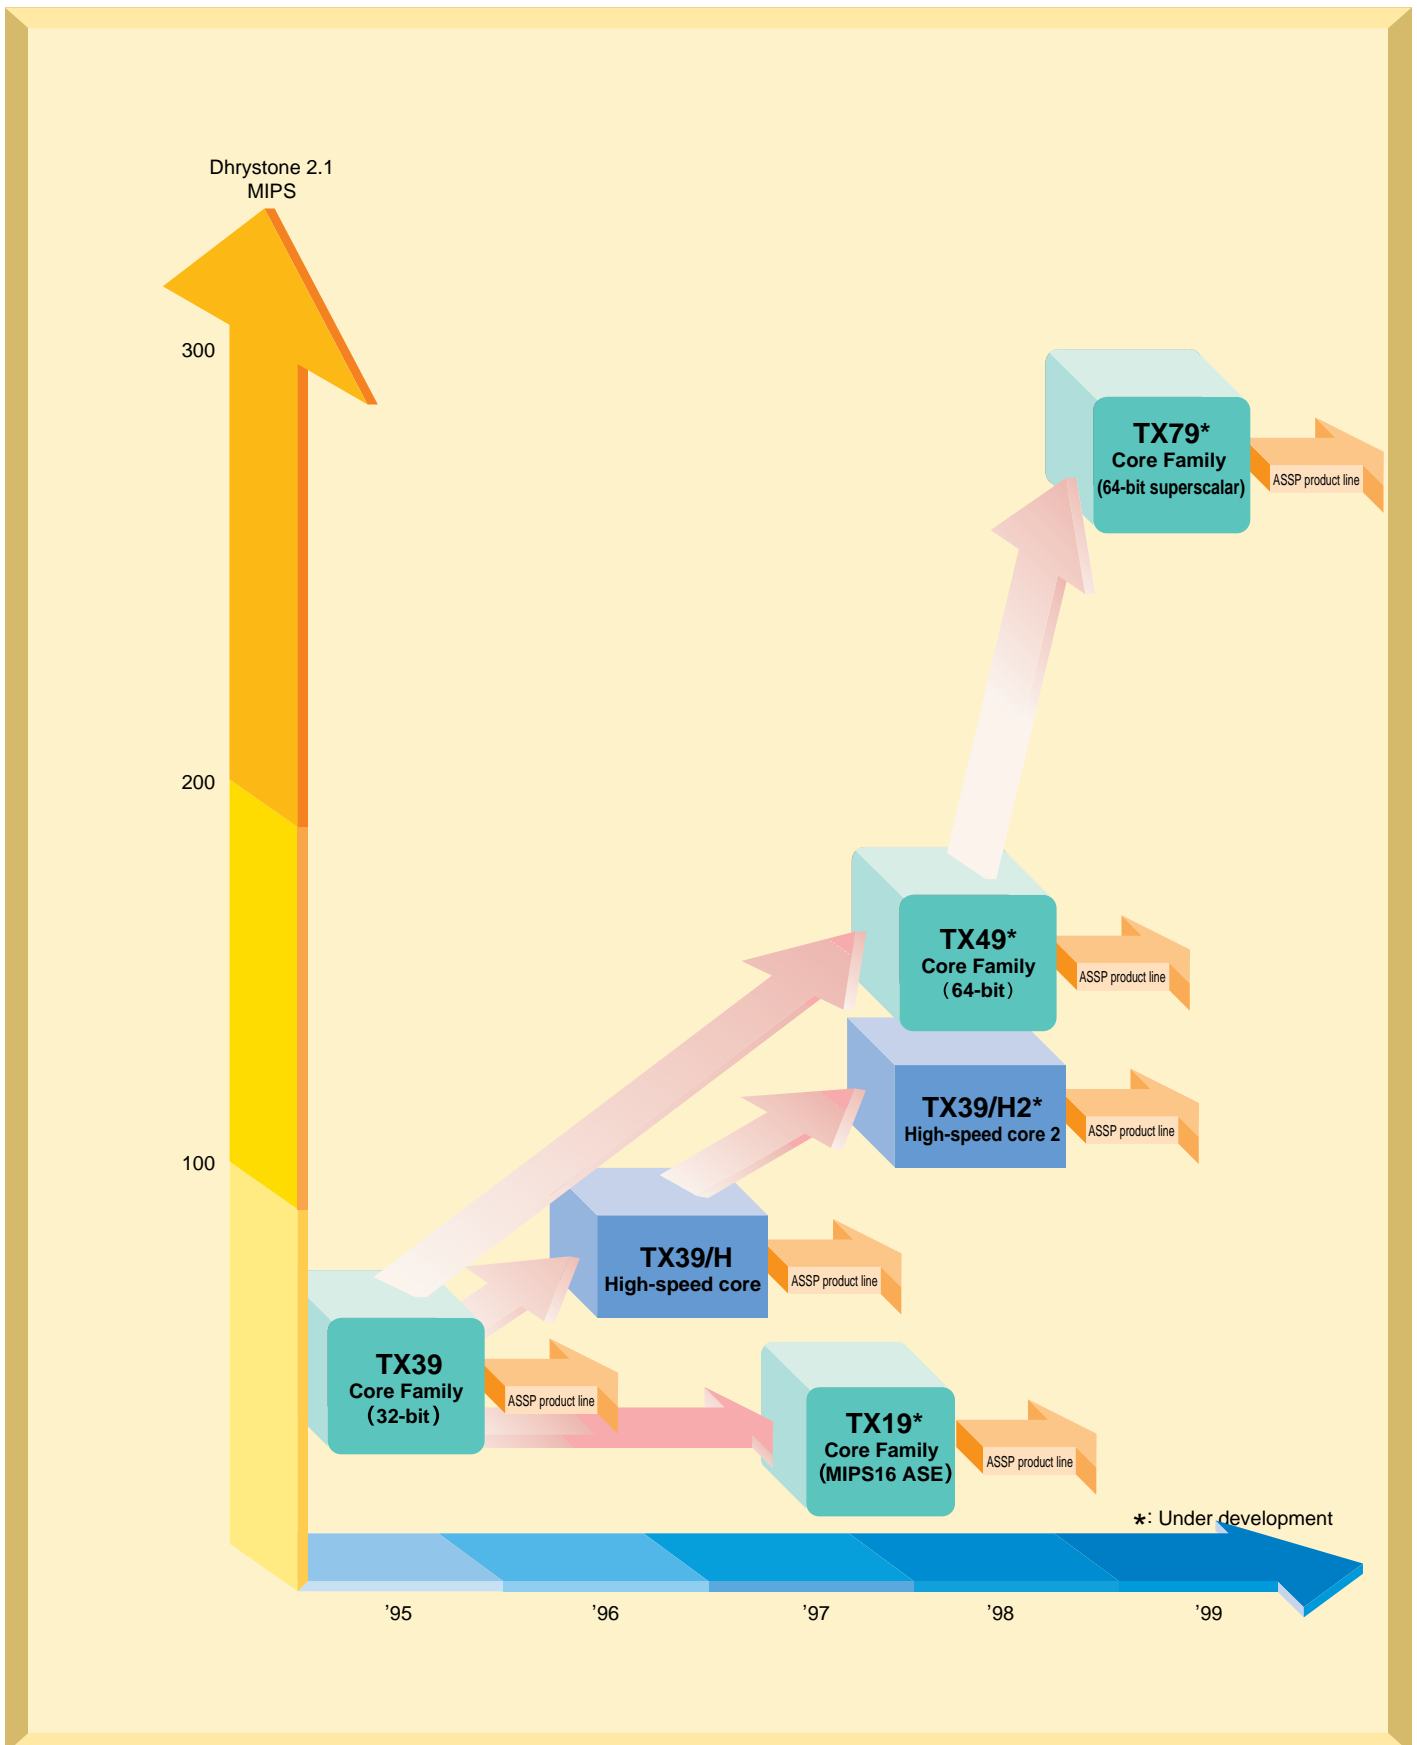 Dhrystone 2.1
MIPS
300
TX79*
Core Family
(64-bit superscalar)
ASSP product line
200
TX49*
Core Family
(64-bit)
ASSP product line
TX39/H2*
High-speed core 2
ASSP product line
100
TX39/H
High-speed core
ASSP product line
TX39
Core Family
(32-bit)
ASSP product line
TX19*
Core Family
(MIPS16 ASE)
ASSP product line
*: Under development
’95 ’96 ’97 ’98 ’99